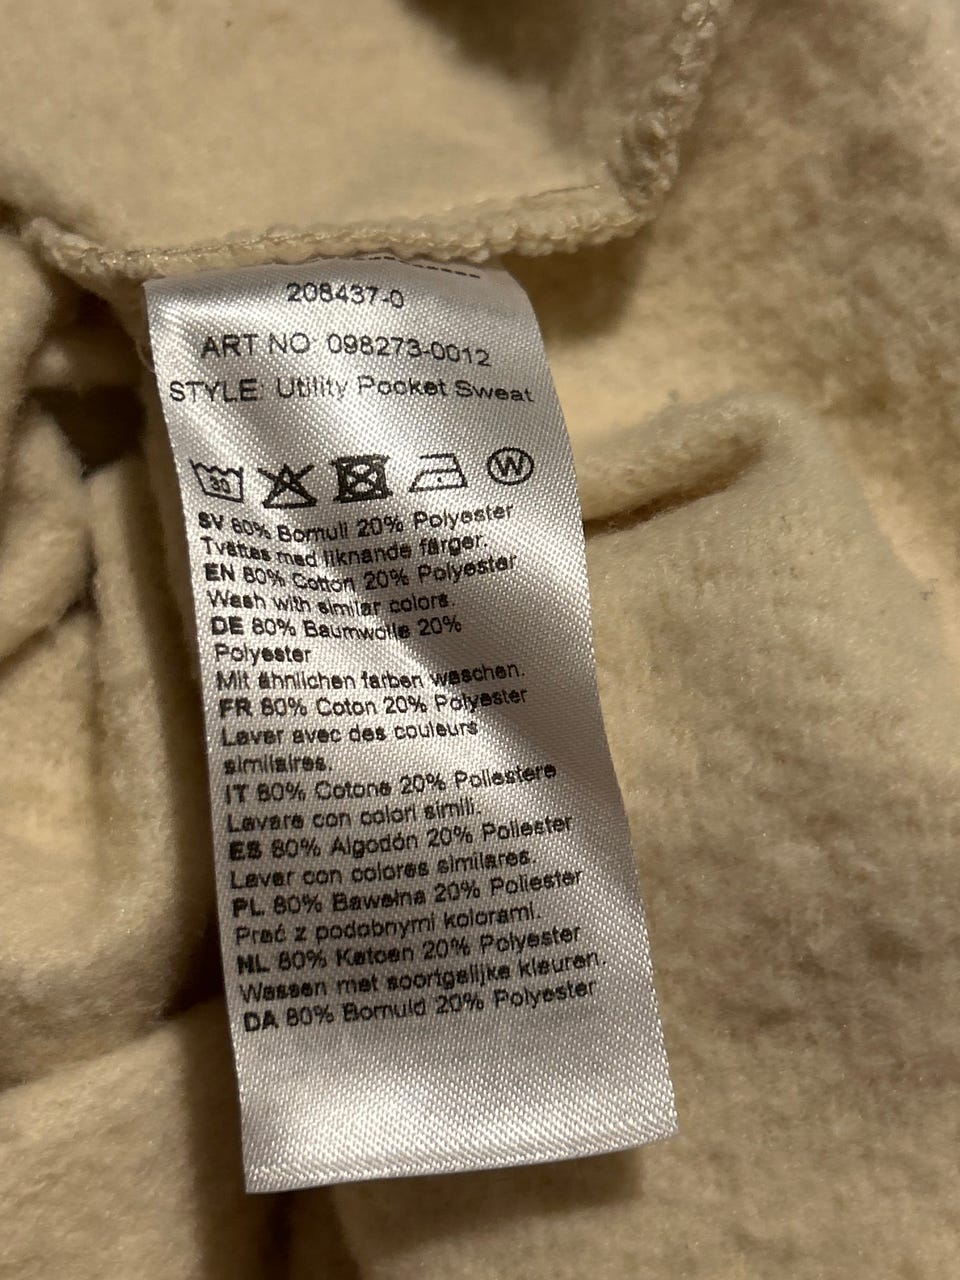 208437-0
ART NO 098273-0012
STYLE Utility Pocket Sweat
30 W
SV 80% Bomull 20% Polyester
Tvättas med liknande färger.
EN 80% Cotton 20% Polyester
Wash with similar colors.
DE 80% Baumwolle 20%
Polyester
Mit ähnlichen farben waschen.
FR 80% Coton 20% Polyester
Laver avec des couleurs
similaires.
IT 80% Cotone 20% Poliestere
Lavare con colori simili.
ES 80% Algodón 20% Poliester
Laver con colores similares.
PL 80% Bawełna 20% Poliester
Prać z podobnymi kolorami.
NL 80% Katoen 20% Polyester
Wassen met soortgelijke kleuren.
DA 80% Bomuld 20% Polyester